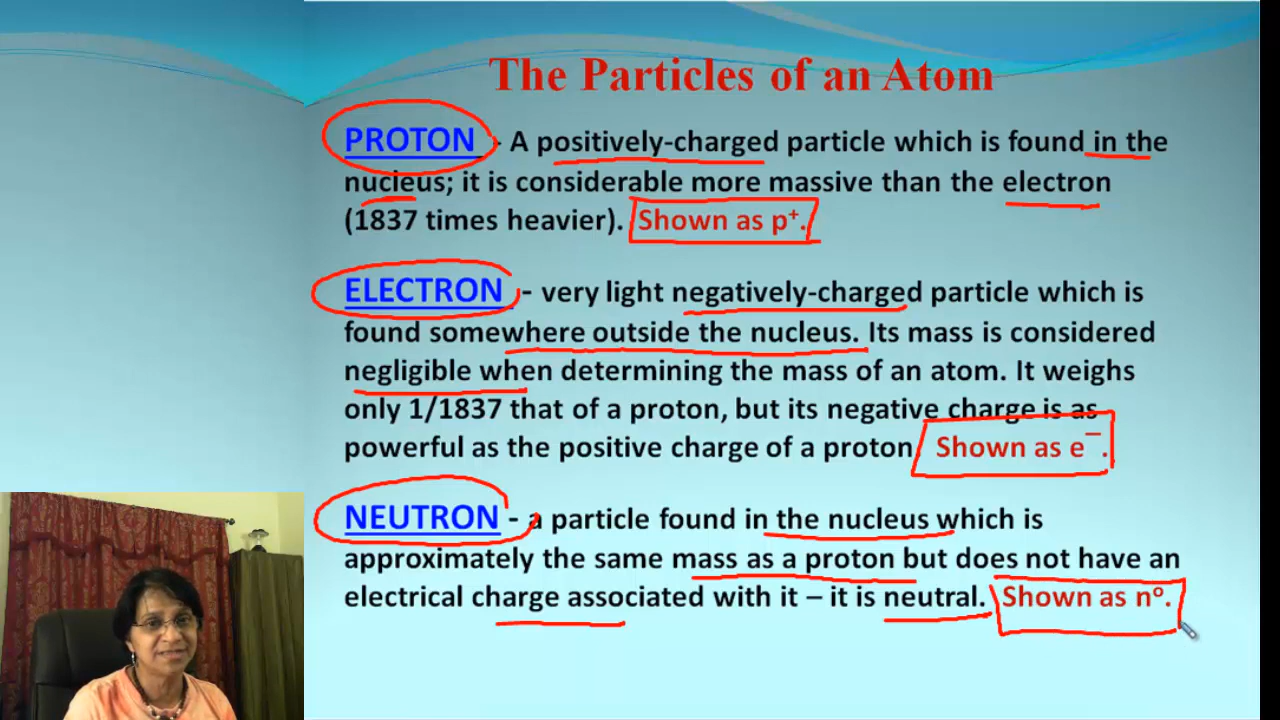 The Particles of an Atom
PROTON - A positively-charged particle which is found in the
nucleus; it is considerable more massive than the electron
(1837 times heavier). Shown as p⁺.
ELECTRON - very light negatively-charged particle which is
found somewhere outside the nucleus. Its mass is considered
negligible when determining the mass of an atom. It weighs
only 1/1837 that of a proton, but its negative charge is as
powerful as the positive charge of a proton Shown as e⁻.
NEUTRON - a particle found in the nucleus which is
approximately the same mass as a proton but does not have an
electrical charge associated with it – it is neutral. Shown as nᵒ.